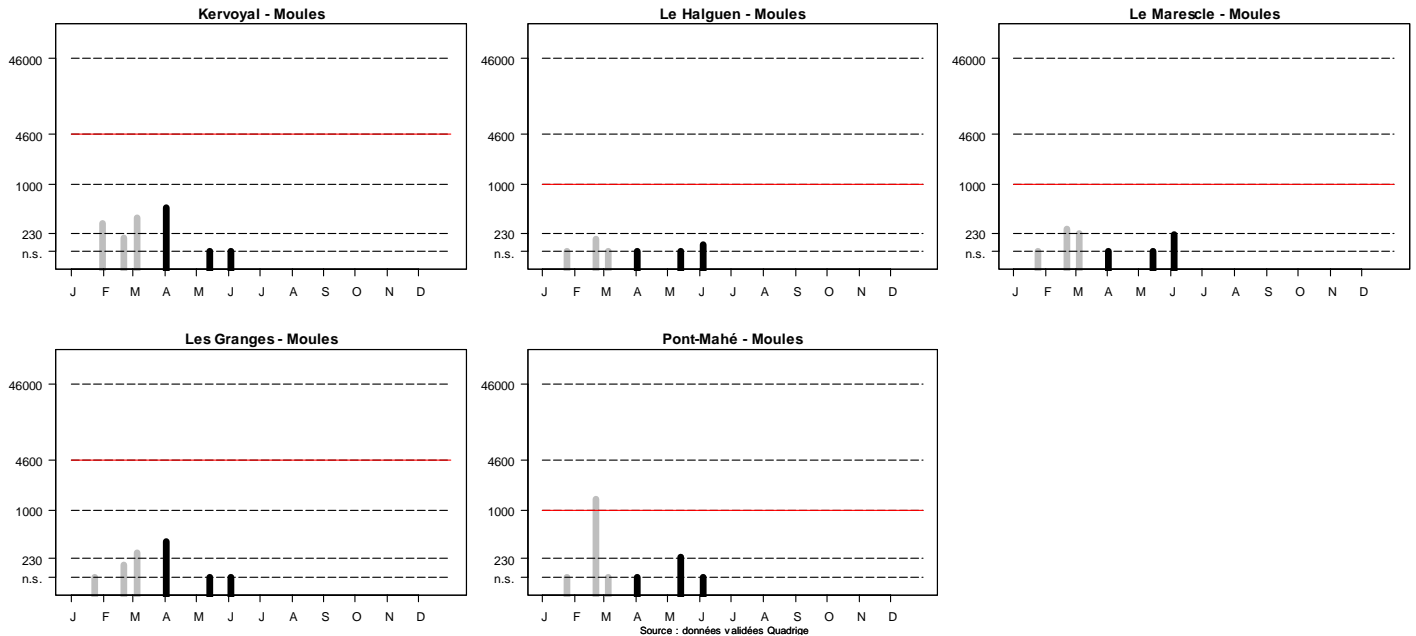 Kervoyal - Moules
46000
4600
1000
230
n.s.
J F M A M J J A S O N D
Le Halguen - Moules
46000
4600
1000
230
n.s.
J F M A M J J A S O N D
Le Marescle - Moules
46000
4600
1000
230
n.s.
J F M A M J J A S O N D
Les Granges - Moules
46000
4600
1000
230
n.s.
J F M A M J J A S O N D
Pont-Mahé - Moules
46000
4600
1000
230
n.s.
J F M A M J J A S O N D
Source : données validées Quadrige